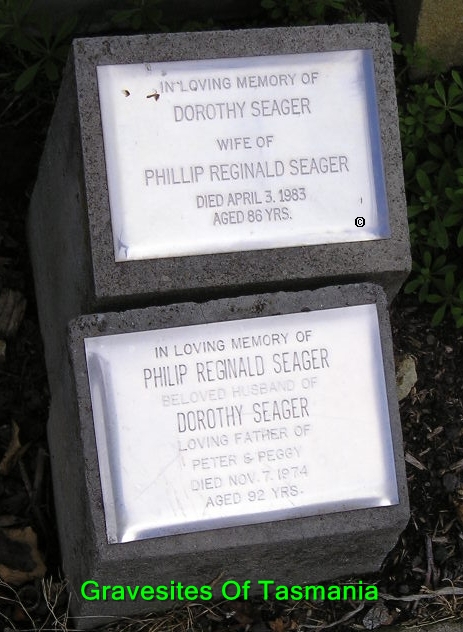 IN LOVING MEMORY OF
DOROTHY SEAGER
WIFE OF
PHILLIP REGINALD SEAGER
DIED APRIL 3. 1983
AGED 86 YRS.
©
IN LOVING MEMORY OF
PHILIP REGINALD SEAGER
BELOVED HUSBAND OF
DOROTHY SEAGER
LOVING FATHER OF
PETER & PEGGY
DIED NOV. 7. 1974
AGED 92 YRS.
Gravesites Of Tasmania